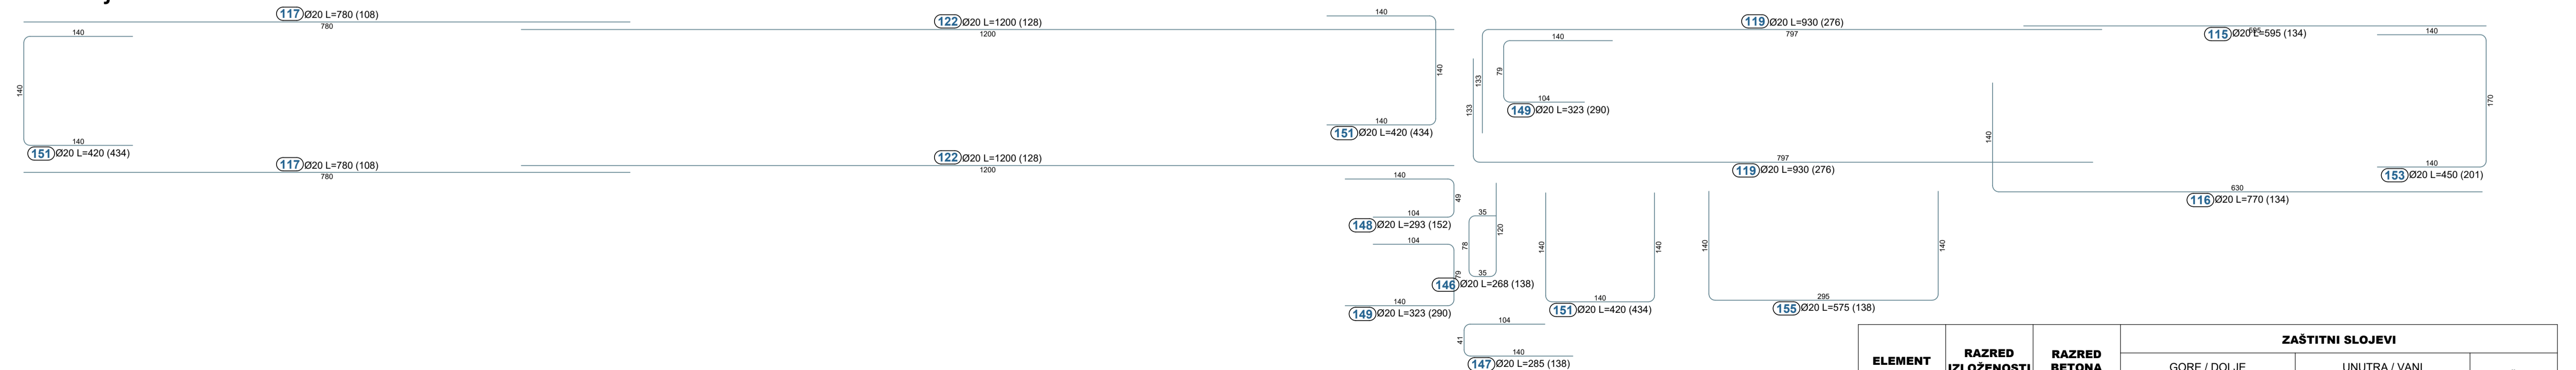 117 Ø20 L=780 (108)
780
122 Ø20 L=1200 (128)
1200
140
140
140
151 Ø20 L=420 (434)
140
140
140
151 Ø20 L=420 (434)
119 Ø20 L=930 (276)
797
133
133
140
79
104
149 Ø20 L=323 (290)
115 Ø20 L=595 (134)
595
140
170
140
153 Ø20 L=450 (201)
117 Ø20 L=780 (108)
780
122 Ø20 L=1200 (128)
1200
797
119 Ø20 L=930 (276)
140
630
116 Ø20 L=770 (134)
140
49
104
148 Ø20 L=293 (152)
104
79
140
149 Ø20 L=323 (290)
35
78
120
35
146 Ø20 L=268 (138)
140
140
140
151 Ø20 L=420 (434)
140
140
295
155 Ø20 L=575 (138)
104
41
140
147 Ø20 L=285 (138)
ZAŠTITNI SLOJEVI
ELEMENT
RAZRED
IZLOŽENOSTI
RAZRED
BETONA
GORE / DOLJE
UNUTRA / VANI